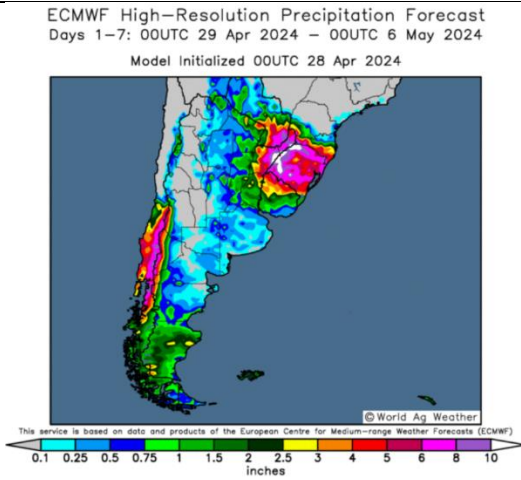 ECMWF High-Resolution Precipitation Forecast
Days 1-7: 00UTC 29 Apr 2024 - 00UTC 6 May 2024
Model Initialized 00UTC 28 Apr 2024
© World Ag Weather
This service is based on data and products of the European Centre for Medium-range Weather Forecasts (ECMWF)
0.1 0.25 0.5 0.75 1 1.5 2 2.5 3 4 5 6 8 10
inches